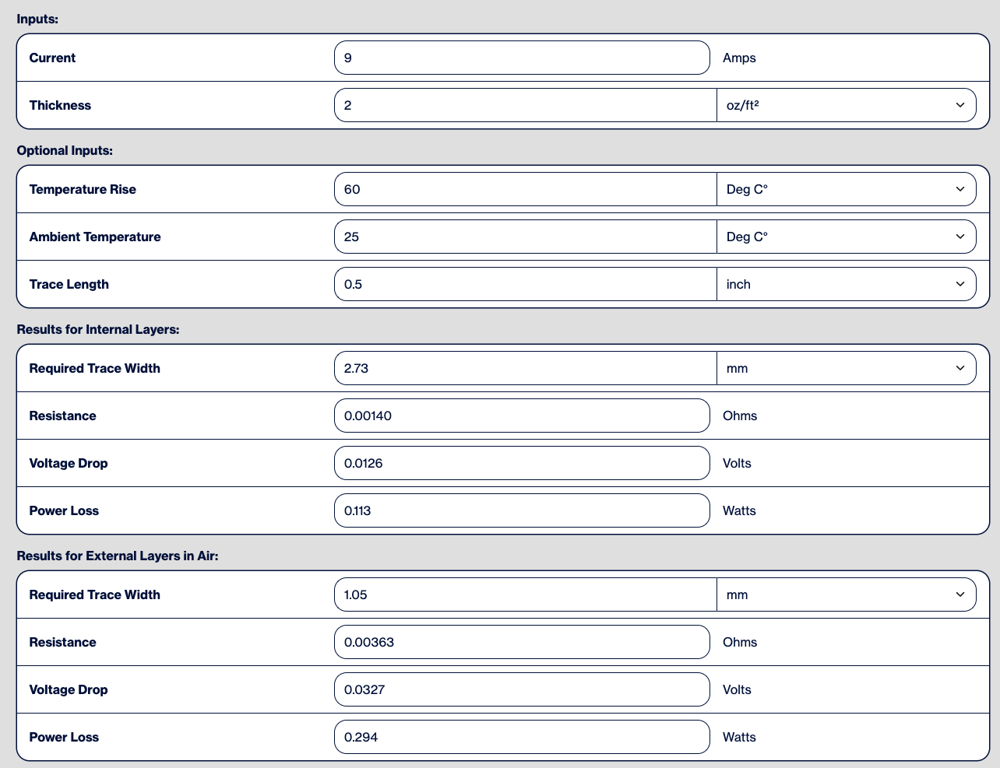 Inputs:
Current 9 Amps
Thickness 2 oz/ft²
Optional Inputs:
Temperature Rise 60 Deg C°
Ambient Temperature 25 Deg C°
Trace Length 0.5 inch
Results for Internal Layers:
Required Trace Width 2.73 mm
Resistance 0.00140 Ohms
Voltage Drop 0.0126 Volts
Power Loss 0.113 Watts
Results for External Layers in Air:
Required Trace Width 1.05 mm
Resistance 0.00363 Ohms
Voltage Drop 0.0327 Volts
Power Loss 0.294 Watts